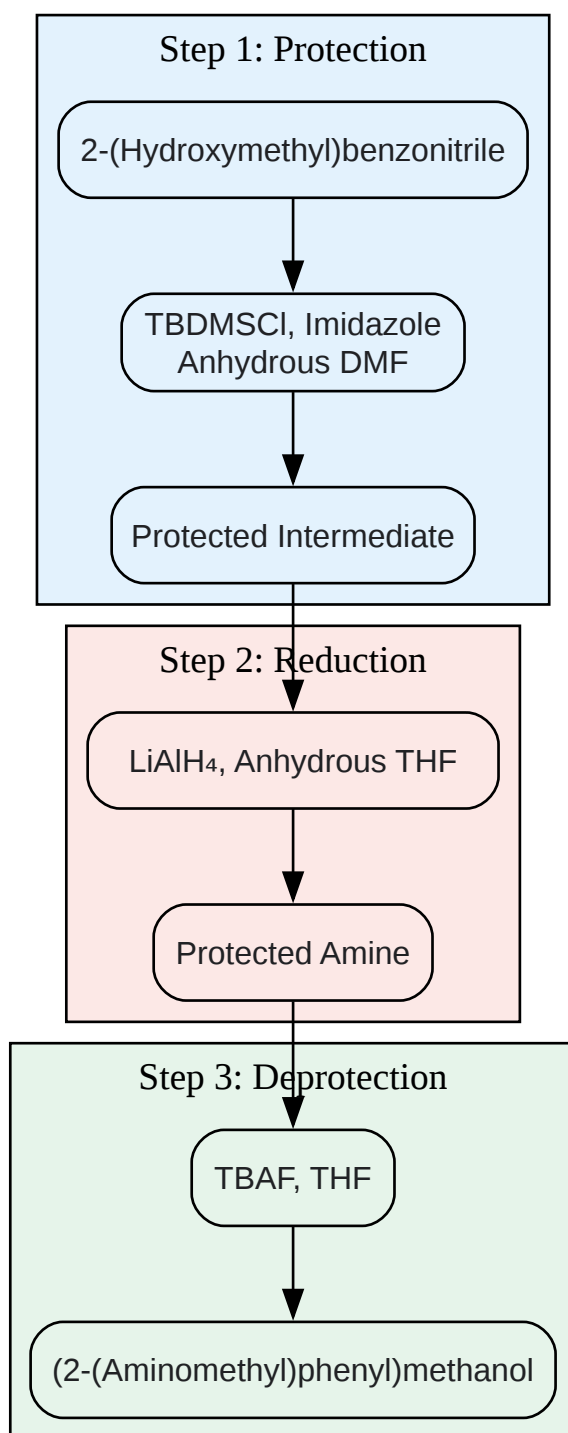 Step 1: Protection
2-(Hydroxymethyl)benzonitrile
TBDMSCl, Imidazole
Anhydrous DMF
Protected Intermediate
Step 2: Reduction
LiAlH₄, Anhydrous THF
Protected Amine
Step 3: Deprotection
TBAF, THF
(2-(Aminomethyl)phenyl)methanol